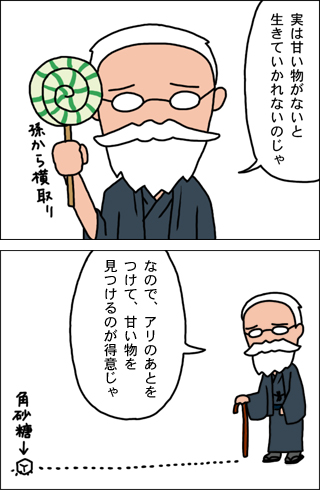 実は甘い物がないと
生きていかれないのじゃ
孫から横取り
なので、アリのあとを
つけて、甘い物を
見つけるのが得意じゃ
角砂糖→